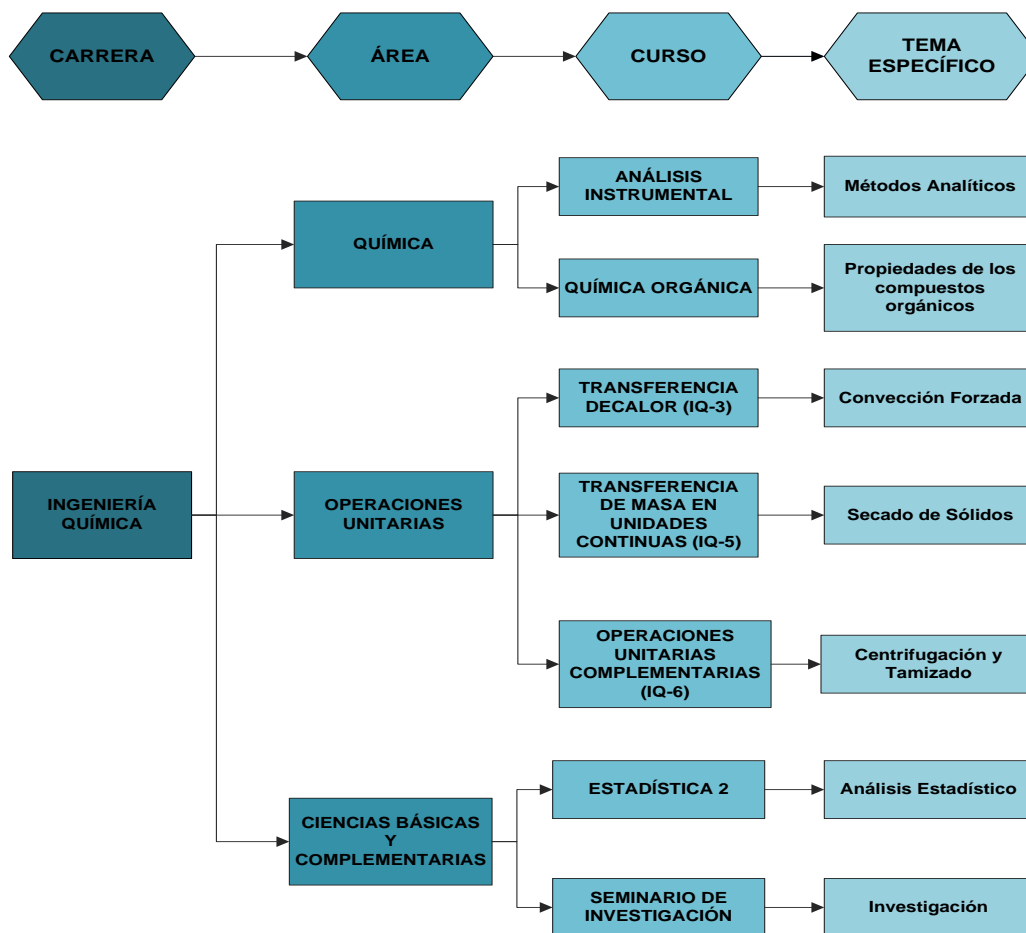 CARRERA
ÁREA
CURSO
TEMA
ESPECÍFICO
ANÁLISIS
INSTRUMENTAL
Métodos Analíticos
QUÍMICA
QUÍMICA ORGÁNICA
Propiedades de los
compuestos
orgánicos
TRANSFERENCIA
DECALOR (IQ-3)
Convección Forzada
INGENIERÍA
QUÍMICA
OPERACIONES
UNITARIAS
TRANSFERENCIA
DE MASA EN
UNIDADES
CONTINUAS (IQ-5)
Secado de Sólidos
OPERACIONES
UNITARIAS
COMPLEMENTARIAS
(IQ-6)
Centrifugación y
Tamizado
CIENCIAS BÁSICAS
Y
COMPLEMENTARIAS
ESTADÍSTICA 2
Análisis Estadístico
SEMINARIO DE
INVESTIGACIÓN
Investigación